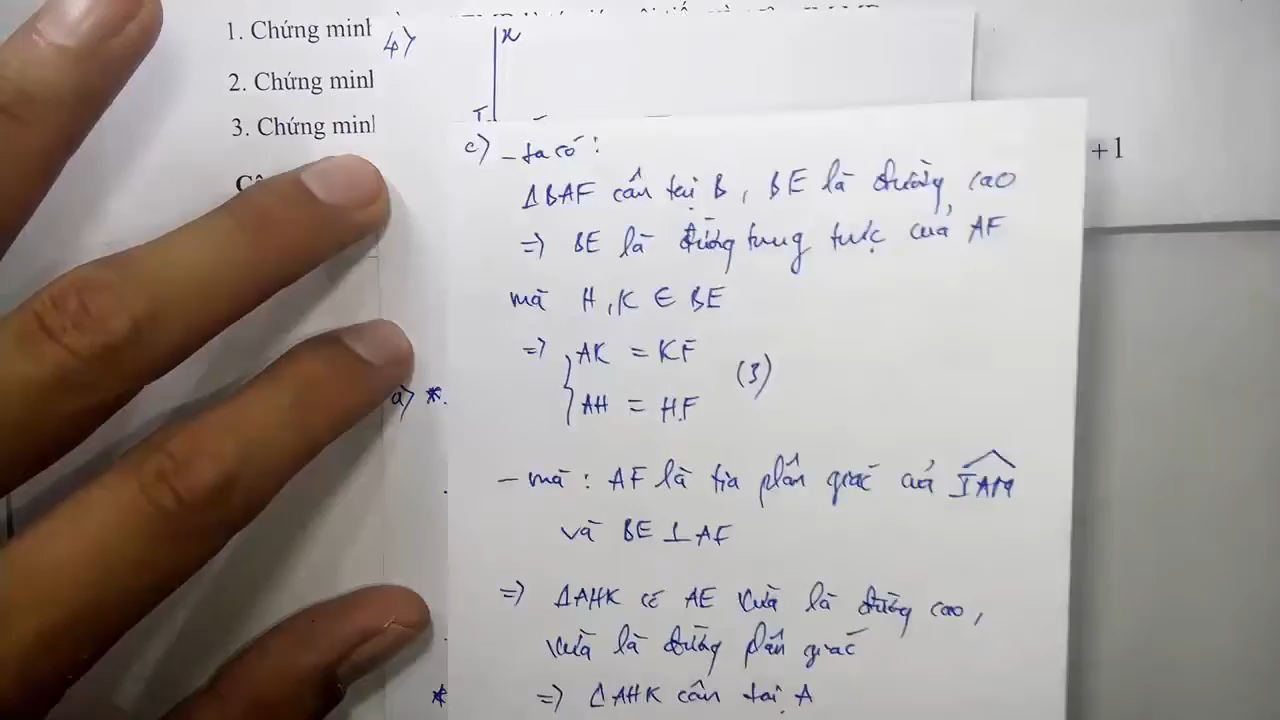 1. Chứng minh
2. Chứng minh
3. Chứng minh
4) x
+1
c) - ta có:
ΔBAF cân tại B, BE là đường cao
=> BE là đường trung trực của AF
mà H, K ∈ BE
=> { AK = KF
AH = HF (3)
a) *
- mà : AF là tia phân giác của IAM
và BE ⊥ AF
=> ΔAHK có AE vừa là đường cao,
vừa là đường phân giác
* => ΔAHK cân tại A